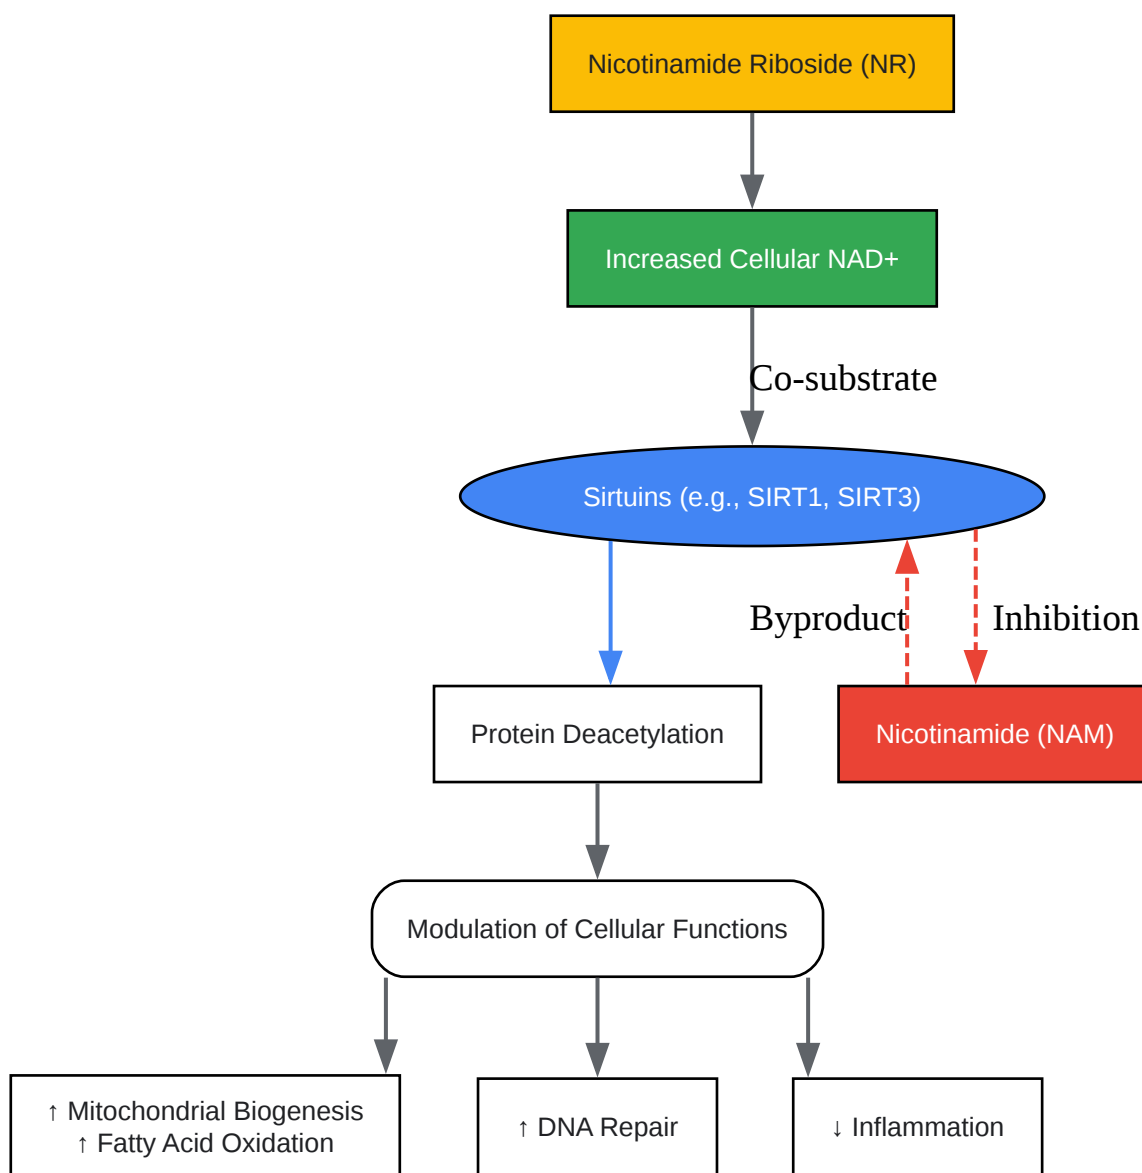 Nicotinamide Riboside (NR)
Increased Cellular NAD+
Co-substrate
Sirtuins (e.g., SIRT1, SIRT3)
Byproduct
Inhibition
Protein Deacetylation
Nicotinamide (NAM)
Modulation of Cellular Functions
↑ Mitochondrial Biogenesis
↑ Fatty Acid Oxidation
↑ DNA Repair
↓ Inflammation